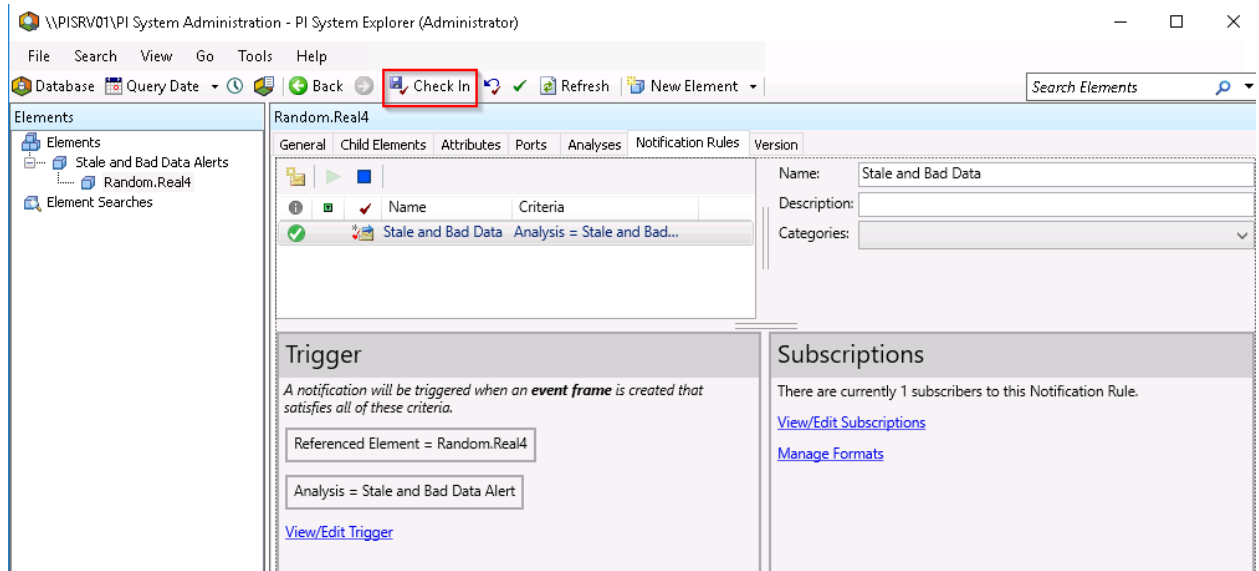 \\PISRV01\PI System Administration - PI System Explorer (Administrator)
File Search View Go Tools Help
Database Query Date Back Check In Refresh New Element Search Elements
Elements
Elements
Stale and Bad Data Alerts
Random.Real4
Element Searches
Random.Real4
General Child Elements Attributes Ports Analyses Notification Rules Version
Name Criteria
Stale and Bad Data Analysis = Stale and Bad...
Name: Stale and Bad Data
Description:
Categories:
Trigger
A notification will be triggered when an event frame is created that
satisfies all of these criteria.
Referenced Element = Random.Real4
Analysis = Stale and Bad Data Alert
View/Edit Trigger
Subscriptions
There are currently 1 subscribers to this Notification Rule.
View/Edit Subscriptions
Manage Formats